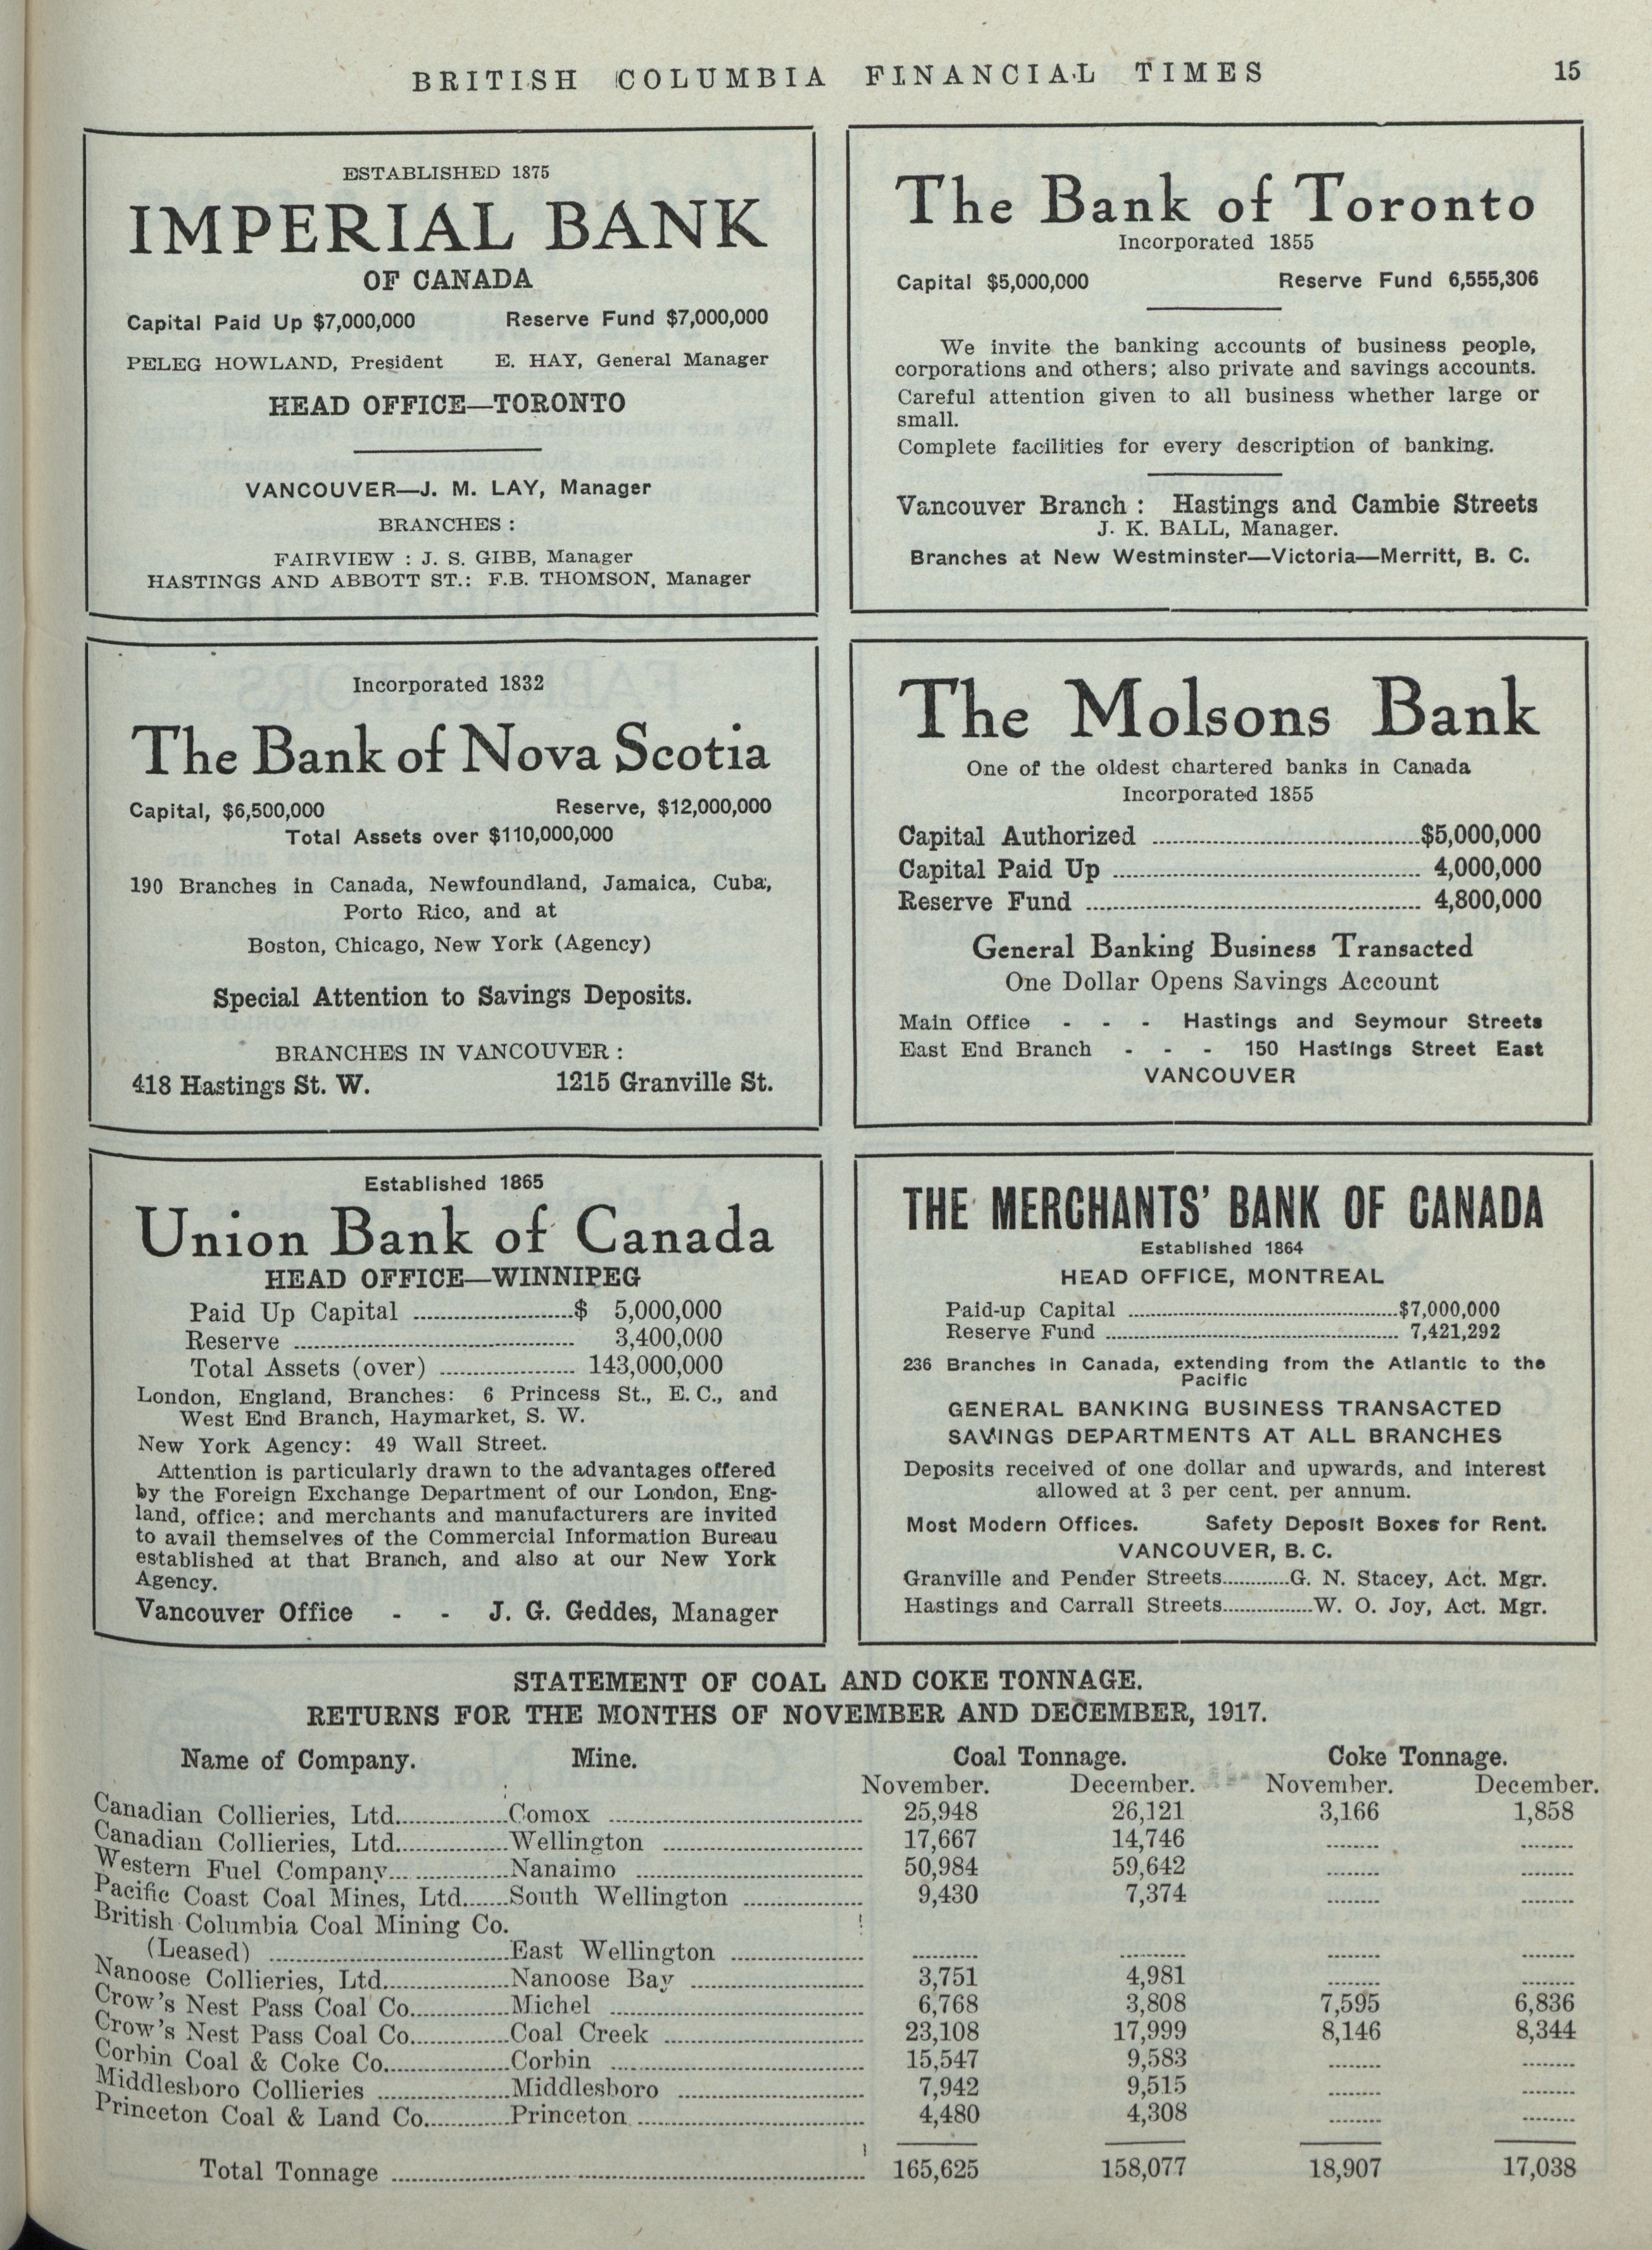 BRITISH COLUMBIA FINANCIAL TIMES 15
ESTABLISHED 1875
IMPERIAL BANK
OF CANADA
Capital Paid Up $7,000,000 Reserve Fund $7,000,000
PELEG HOWLAND, President E. HAY, General Manager
HEAD OFFICE—TORONTO
VANCOUVER—J. M. LAY, Manager
BRANCHES :
FAIRVIEW : J. S. GIBB, Manager
HASTINGS AND ABBOTT ST.: F.B. THOMSON, Manager
The Bank of Toronto
Incorporated 1855
Capital $5,000,000 Reserve Fund 6,555,306
We invite the banking accounts of business people,
corporations and others; also private and savings accounts.
Careful attention given to all business whether large or
small.
Complete facilities for every description of banking.
Vancouver Branch : Hastings and Cambie Streets
J. K. BALL, Manager.
Branches at New Westminster—Victoria—Merritt, B. C.
Incorporated 1832
The Bank of Nova Scotia
Capital, $6,500,000 Reserve, $12,000,000
Total Assets over $110,000,000
190 Branches in Canada, Newfoundland, Jamaica, Cuba,
Porto Rico, and at
Boston, Chicago, New York (Agency)
Special Attention to Savings Deposits.
BRANCHES IN VANCOUVER :
418 Hastings St. W. 1215 Granville St.
The Molsons Bank
One of the oldest chartered banks in Canada
Incorporated 1855
Capital Authorized ........ $5,000,000
Capital Paid Up ........ 4,000,000
Reserve Fund ........ 4,800,000
General Banking Business Transacted
One Dollar Opens Savings Account
Main Office - - - Hastings and Seymour Streets
East End Branch - - - 150 Hastings Street East
VANCOUVER
Established 1865
Union Bank of Canada
HEAD OFFICE—WINNIPEG
Paid Up Capital ........$ 5,000,000
Reserve ........ 3,400,000
Total Assets (over) ........ 143,000,000
London, England, Branches: 6 Princess St., E. C., and
West End Branch, Haymarket, S. W.
New York Agency: 49 Wall Street.
Attention is particularly drawn to the advantages offered
by the Foreign Exchange Department of our London, Eng-
land, office; and merchants and manufacturers are invited
to avail themselves of the Commercial Information Bureau
established at that Branch, and also at our New York
Agency.
Vancouver Office - - J. G. Geddes, Manager
THE MERCHANTS' BANK OF CANADA
Established 1864
HEAD OFFICE, MONTREAL
Paid-up Capital ........$7,000,000
Reserve Fund ........ 7,421,292
236 Branches in Canada, extending from the Atlantic to the
Pacific
GENERAL BANKING BUSINESS TRANSACTED
SAVINGS DEPARTMENTS AT ALL BRANCHES
Deposits received of one dollar and upwards, and interest
allowed at 3 per cent. per annum.
Most Modern Offices. Safety Deposit Boxes for Rent.
VANCOUVER, B. C.
Granville and Pender Streets........G. N. Stacey, Act. Mgr.
Hastings and Carrall Streets........W. O. Joy, Act. Mgr.
STATEMENT OF COAL AND COKE TONNAGE.
RETURNS FOR THE MONTHS OF NOVEMBER AND DECEMBER, 1917.
Name of Company. Mine. Coal Tonnage. Coke Tonnage.
November. December. November. December.
Canadian Collieries, Ltd........Comox ........ 25,948 26,121 3,166 1,858
Canadian Collieries, Ltd........Wellington ........ 17,667 14,746 ........ ........
Western Fuel Company........Nanaimo ........ 50,984 59,642 ........ ........
Pacific Coast Coal Mines, Ltd.......South Wellington ........ 9,430 7,374 ........ ........
British Columbia Coal Mining Co.
(Leased) ........East Wellington ........ ........ ........ ........ ........
Nanoose Collieries, Ltd........Nanoose Bay ........ 3,751 4,981 ........ ........
Crow's Nest Pass Coal Co........Michel ........ 6,768 3,808 7,595 6,836
Crow's Nest Pass Coal Co........Coal Creek ........ 23,108 17,999 8,146 8,344
Corbin Coal & Coke Co........Corbin ........ 15,547 9,583 ........ ........
Middlesboro Collieries ........Middlesboro ........ 7,942 9,515 ........ ........
Princeton Coal & Land Co........Princeton ........ 4,480 4,308 ........ ........
Total Tonnage ........ 165,625 158,077 18,907 17,038